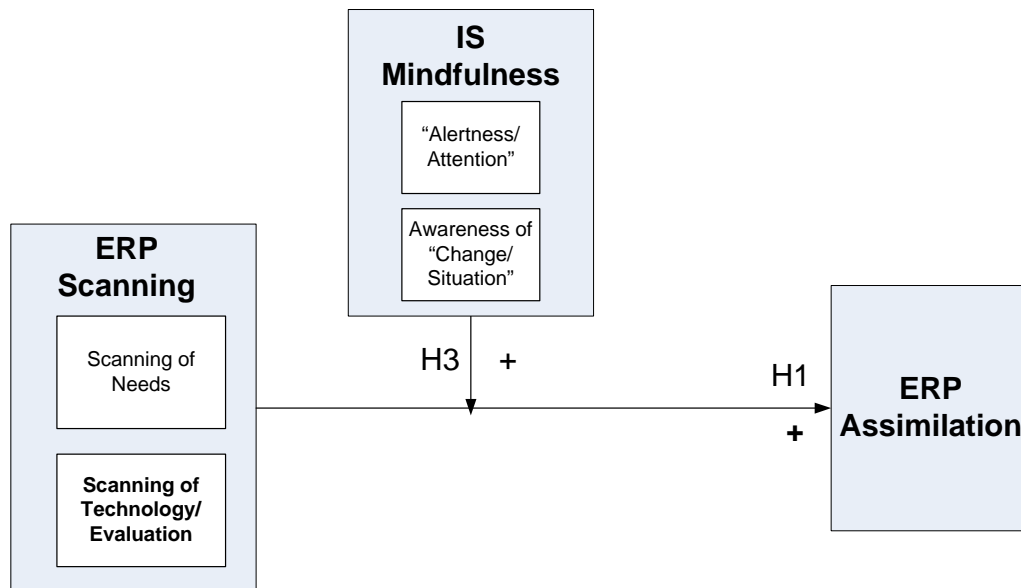 IS
Mindfulness
“Alertness/
Attention”
Awareness of
“Change/
Situation”
ERP
Scanning
Scanning of
Needs
Scanning of
Technology/
Evaluation
H3 +
H1
+
ERP
Assimilation